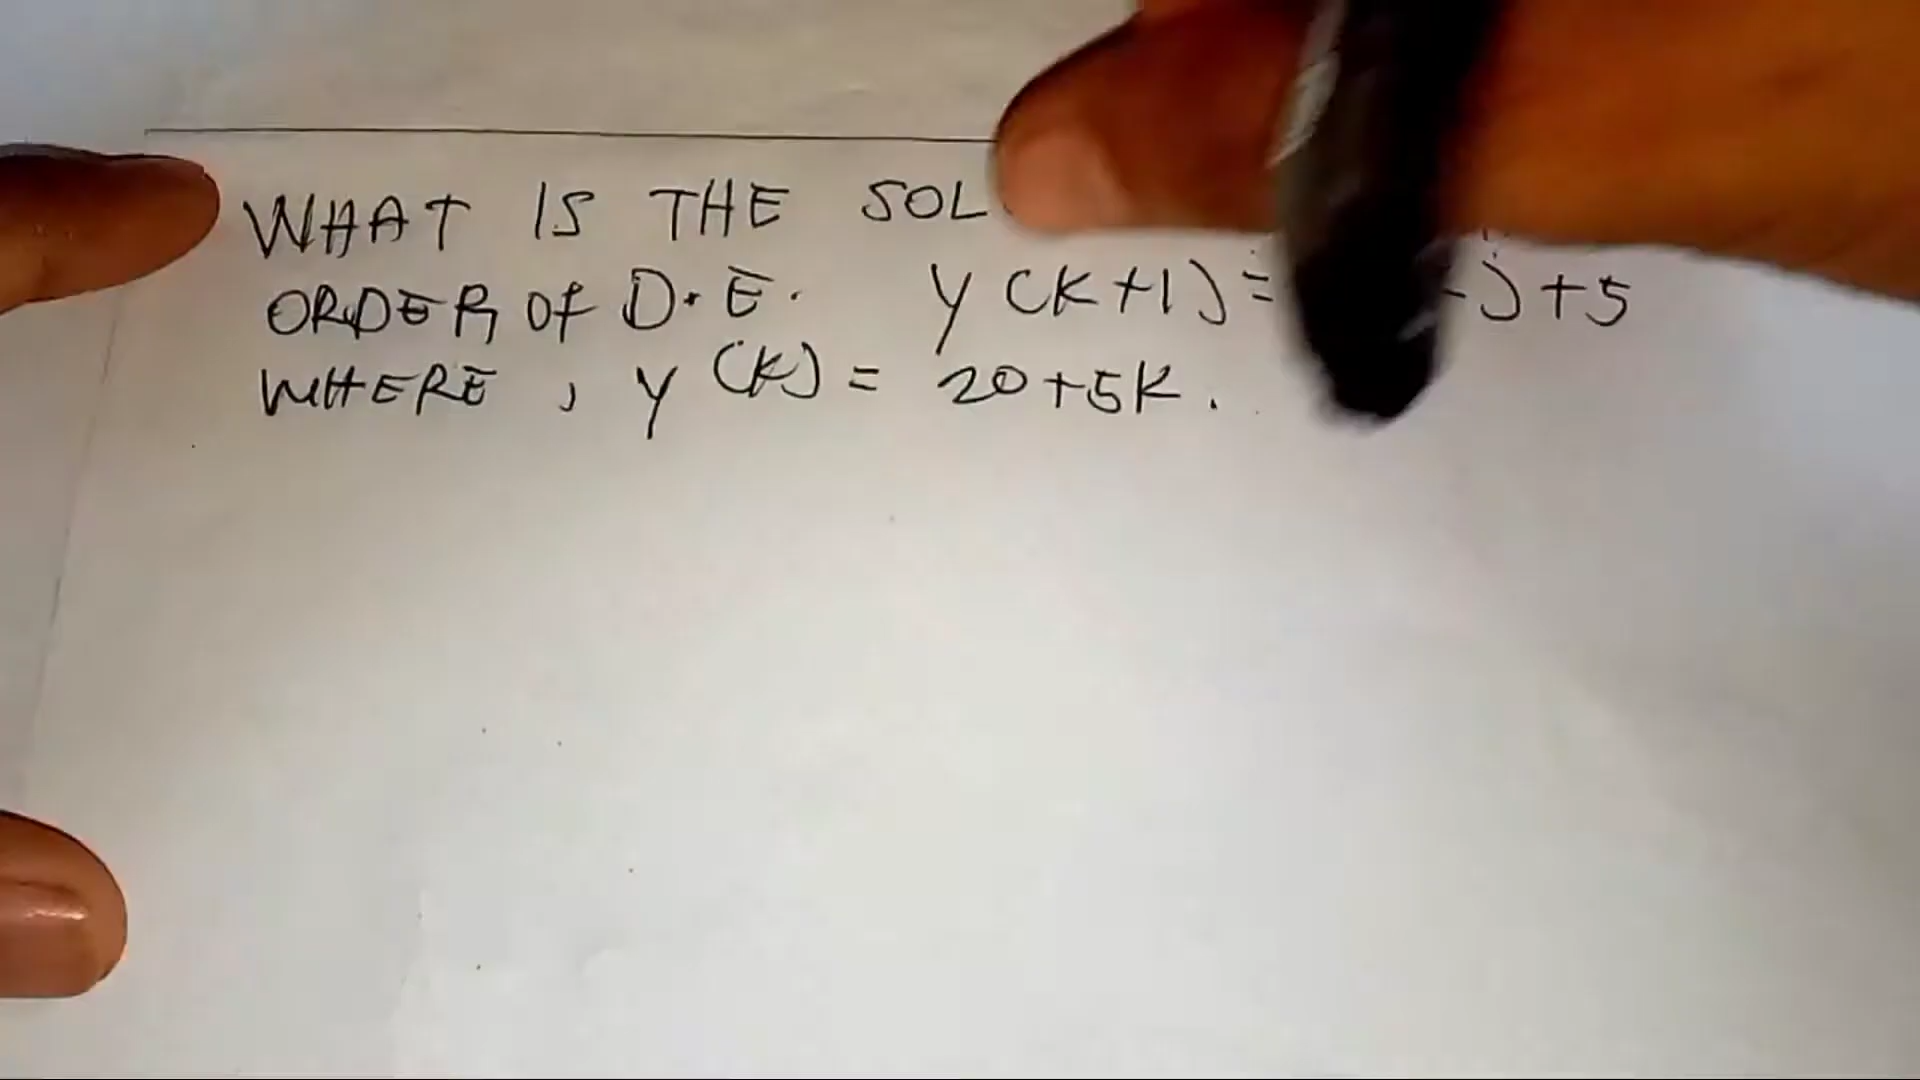 WHAT IS THE SOL
ORDER OF D.E. Y(K+1)= )+5
WHERE, Y(K) = 20+5K.